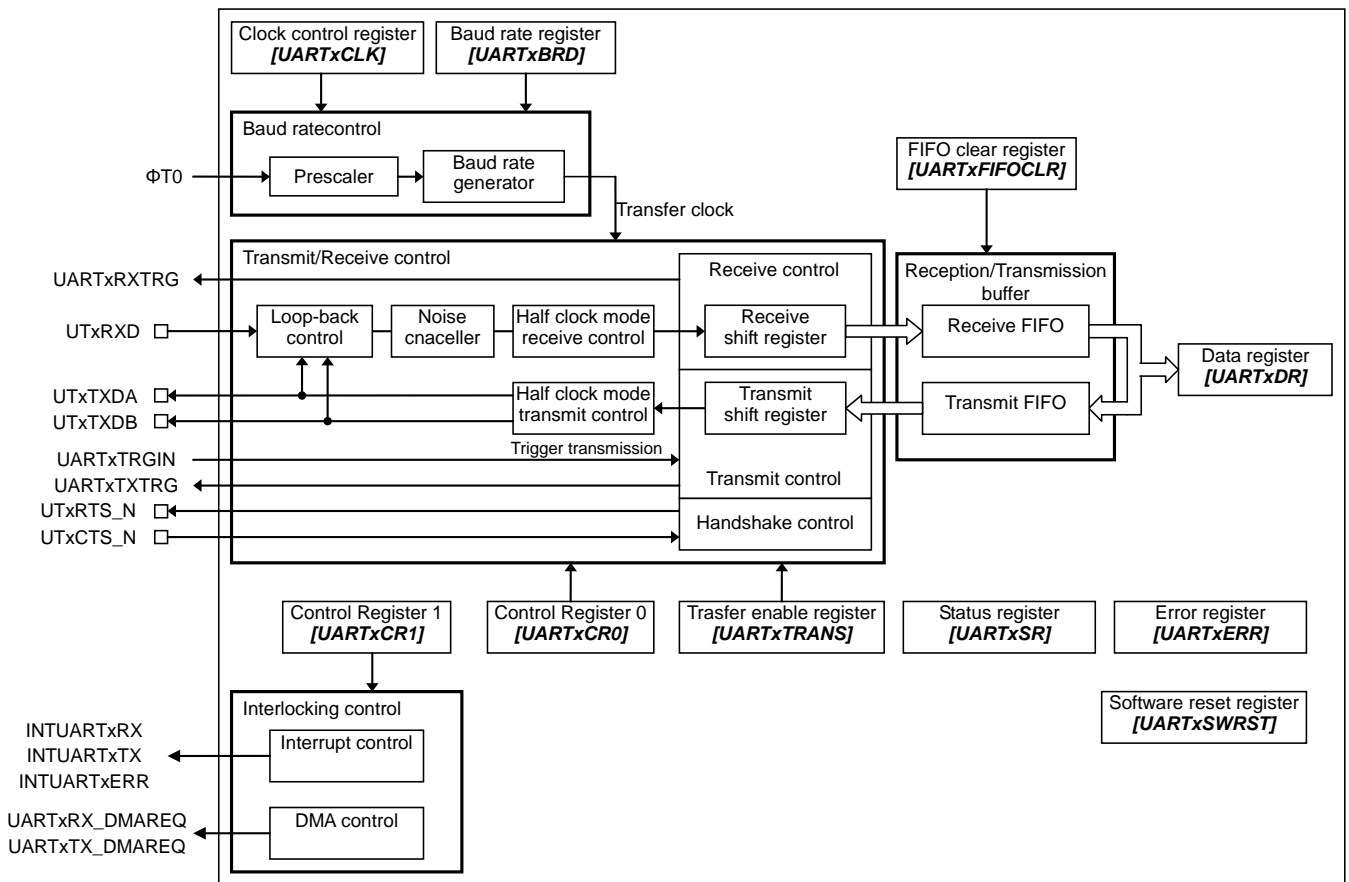 Clock control register
[UARTxCLK]
Baud rate register
[UARTxBRD]
Baud ratecontrol
Prescaler
Baud rate
generator
ΦT0
Transfer clock
FIFO clear register
[UARTxFIFOCLR]
Transmit/Receive control
Receive control
Reception/Transmission
buffer
UARTxRXTRG
UTxRXD
Loop-back
control
Noise
cnaceller
Half clock mode
receive control
Receive
shift register
Receive FIFO
Data register
[UARTxDR]
UTxTXDA
UTxTXDB
Half clock mode
transmit control
Transmit
shift register
Transmit FIFO
Trigger transmission
UARTxTRGIN
UARTxTXTRG
Transmit control
UTxRTS_N
UTxCTS_N
Handshake control
Control Register 1
[UARTxCR1]
Control Register 0
[UARTxCR0]
Trasfer enable register
[UARTxTRANS]
Status register
[UARTxSR]
Error register
[UARTxERR]
Software reset register
[UARTxSWRST]
Interlocking control
Interrupt control
INTUARTxRX
INTUARTxTX
INTUARTxERR
DMA control
UARTxRX_DMAREQ
UARTxTX_DMAREQ